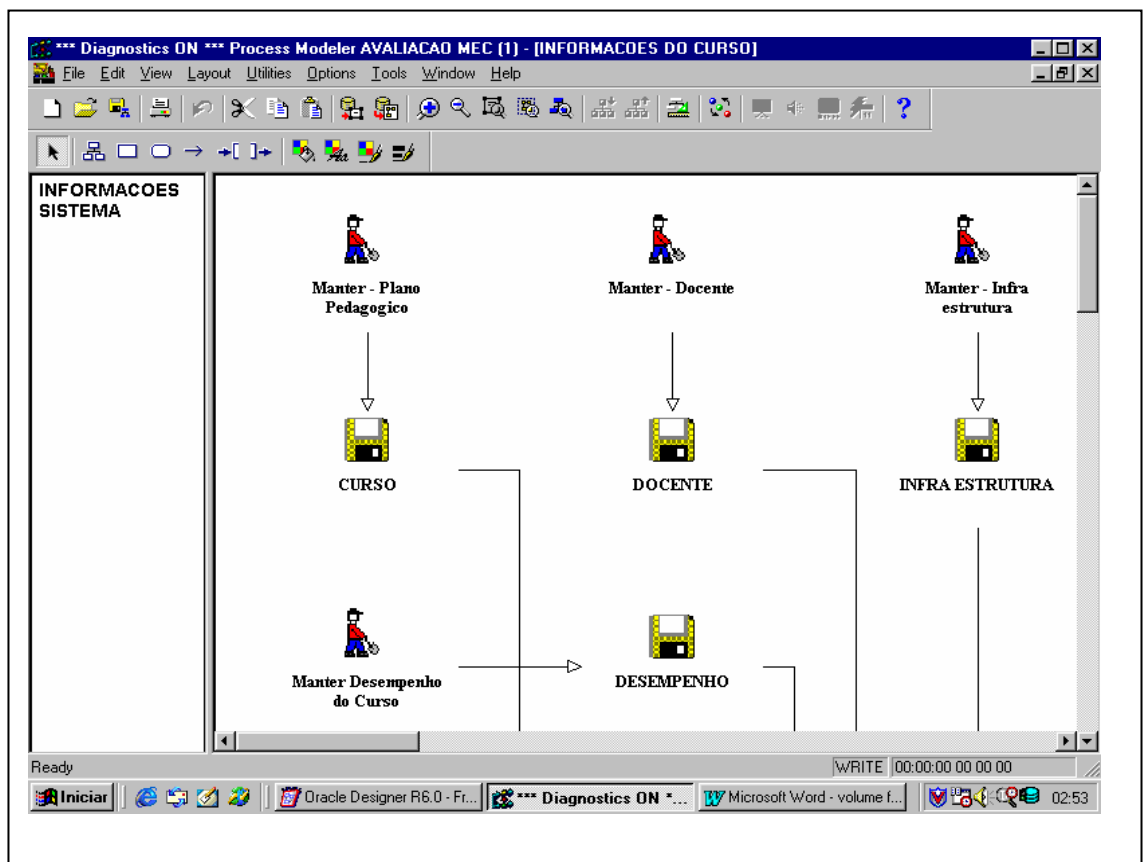 *** Diagnostics ON *** Process Modeler AVALIACAO MEC (1) - [INFORMACOES DO CURSO]
File Edit View Layout Utilities Options Tools Window Help
INFORMACOES
SISTEMA
Manter - Plano
Pedagogico
Manter - Docente
Manter - Infra
estrutura
CURSO
DOCENTE
INFRA ESTRUTURA
Manter Desempenho
do Curso
DESEMPENHO
Ready
WRITE 00:00:00 00 00 00
Iniciar
Oracle Designer R6.0 - Fr...
*** Diagnostics ON *...
Microsoft Word - volume f...
02:53